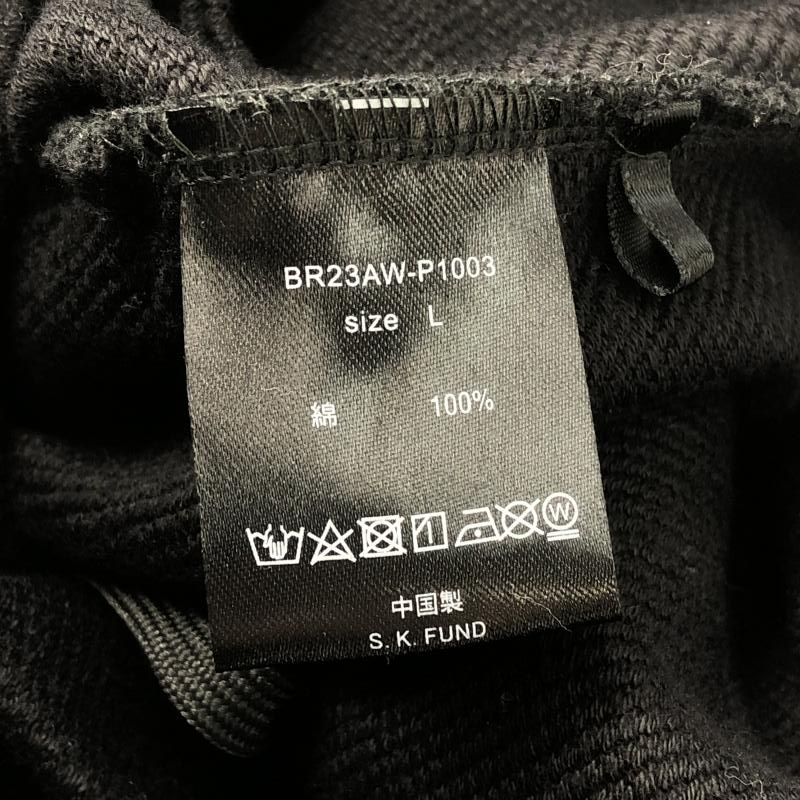 BR23AW-P1003
size L
綿 100%
W
中国製
S. K. FUND